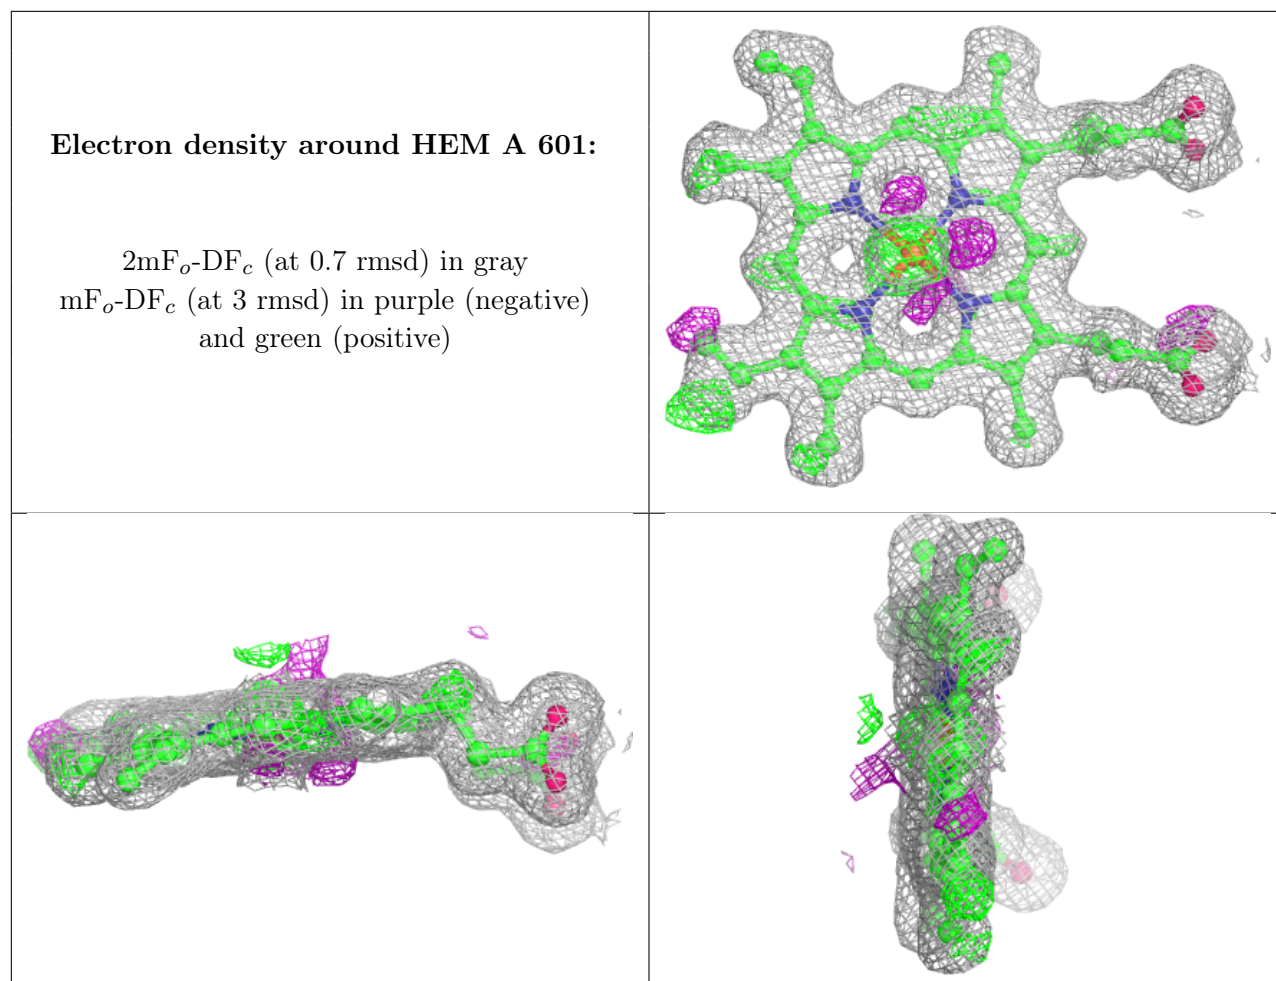 Electron density around HEM A 601:
2mFo-DFc (at 0.7 rmsd) in gray
mFo-DFc (at 3 rmsd) in purple (negative)
and green (positive)